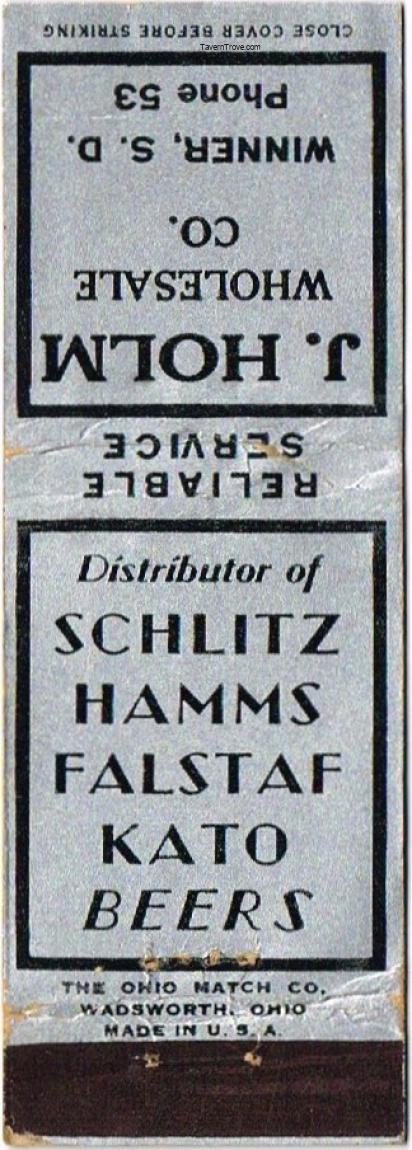 CLOSE COVER BEFORE STRIKING
TavernTrove.com
J. HOLM
WHOLESALE
CO.
WINNER, S. D.
Phone 53
RELIABLE
SERVICE
Distributor of
SCHLITZ
HAMMS
FALSTAF
KATO
BEERS
THE OHIO MATCH CO.
WADSWORTH, OHIO
MADE IN U. S. A.